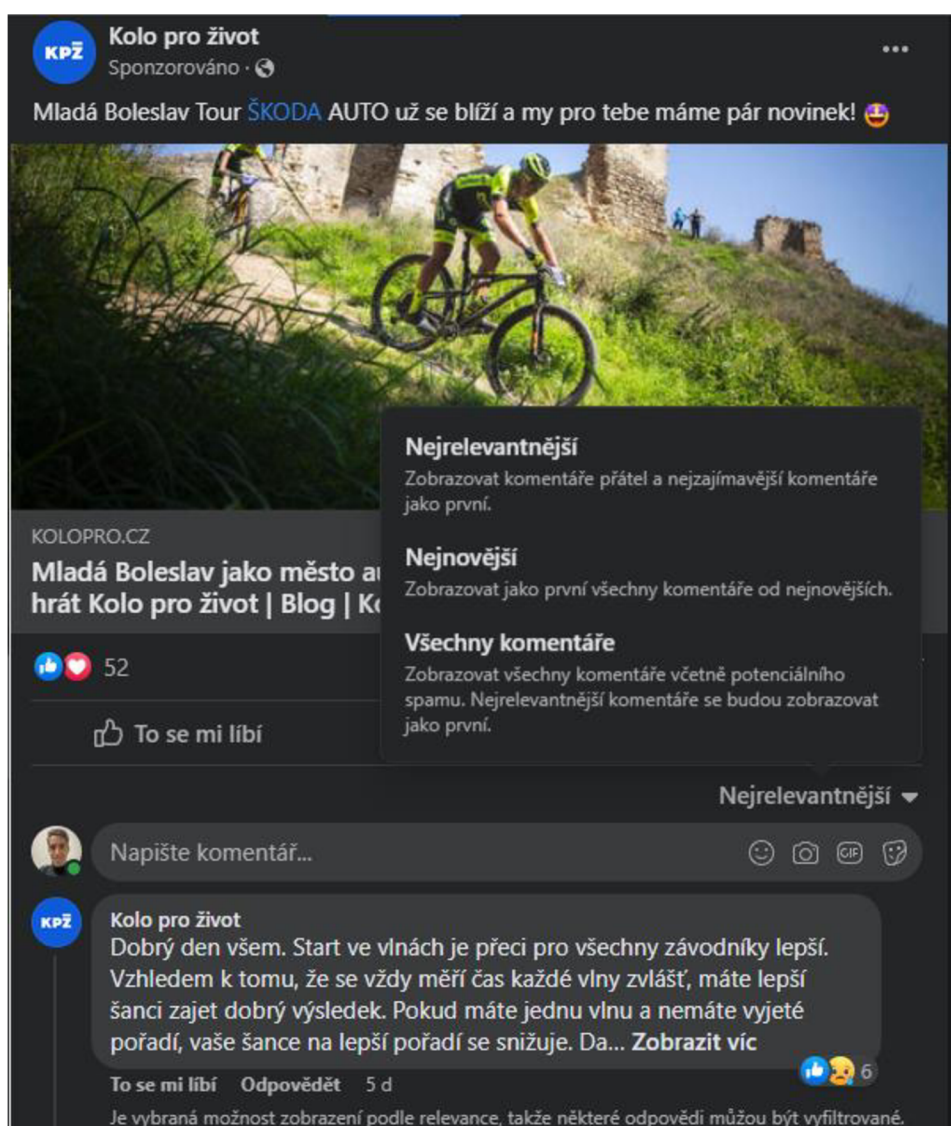 KPŽ
Kolo pro život
Sponzorováno ·
Mladá Boleslav Tour ŠKODA AUTO už se blíží a my pro tebe máme pár novinek! 🤩
KOLOPRO.CZ
Mladá Boleslav jako město
hrát Kolo pro život | Blog |
Nejrelevantnější
Zobrazovat komentáře přátel a nejzajímavější komentáře
jako první.
Nejnovější
Zobrazovat jako první všechny komentáře od nejnovějších.
Všechny komentáře
Zobrazovat všechny komentáře včetně potenciálního
spamu. Nejrelevantnější komentáře se budou zobrazovat
jako první.
52
To se mi líbí
Nejrelevantnější
Napište komentář...
GIF
KPŽ
Kolo pro život
Dobrý den všem. Start ve vlnách je přeci pro všechny závodníky lepší.
Vzhledem k tomu, že se vždy měří čas každé vlny zvlášť, máte lepší
šanci zajet dobrý výsledek. Pokud máte jednu vlnu a nemáte vyjeté
pořadí, vaše šance na lepší pořadí se snižuje. Da... Zobrazit víc
6
To se mi líbí Odpovědět 5 d
Je vybraná možnost zobrazení podle relevance, takže některé odpovědi můžou být vyfiltrované.